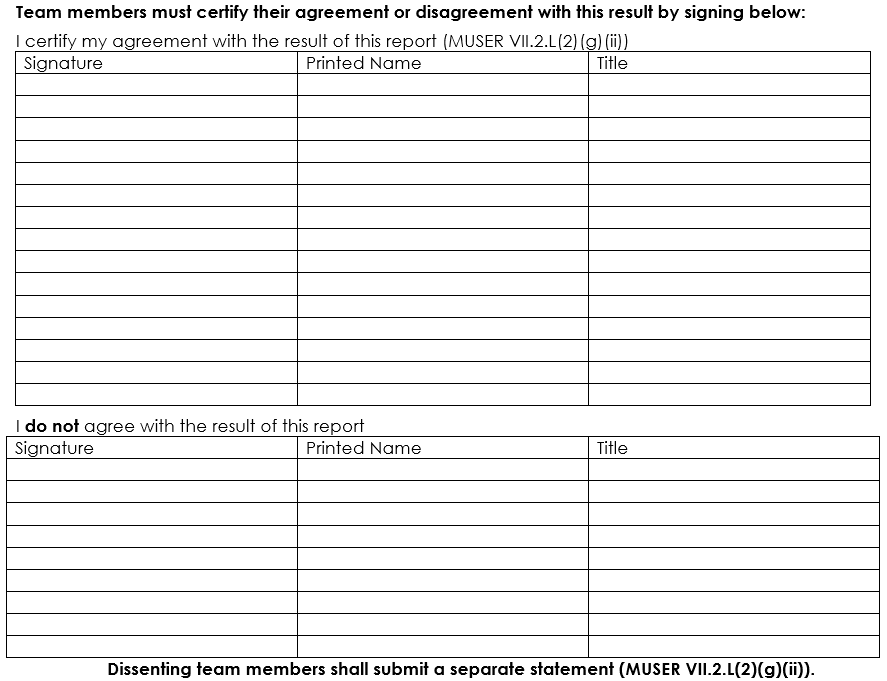 Team members must certify their agreement or disagreement with this result by signing below:
I certify my agreement with the result of this report (MUSER VII.2.L(2)(g)(ii))
Signature Printed Name Title
I do not agree with the result of this report
Signature Printed Name Title
Dissenting team members shall submit a separate statement (MUSER VII.2.L(2)(g)(ii)).